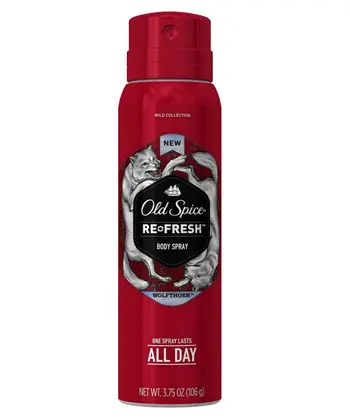 WILD COLLECTION
NEW
Old Spice®
RE FRESH™
BODY SPRAY
WOLFTHORN™
ONE SPRAY LASTS
ALL DAY
NET WT. 3.75 OZ (106g)